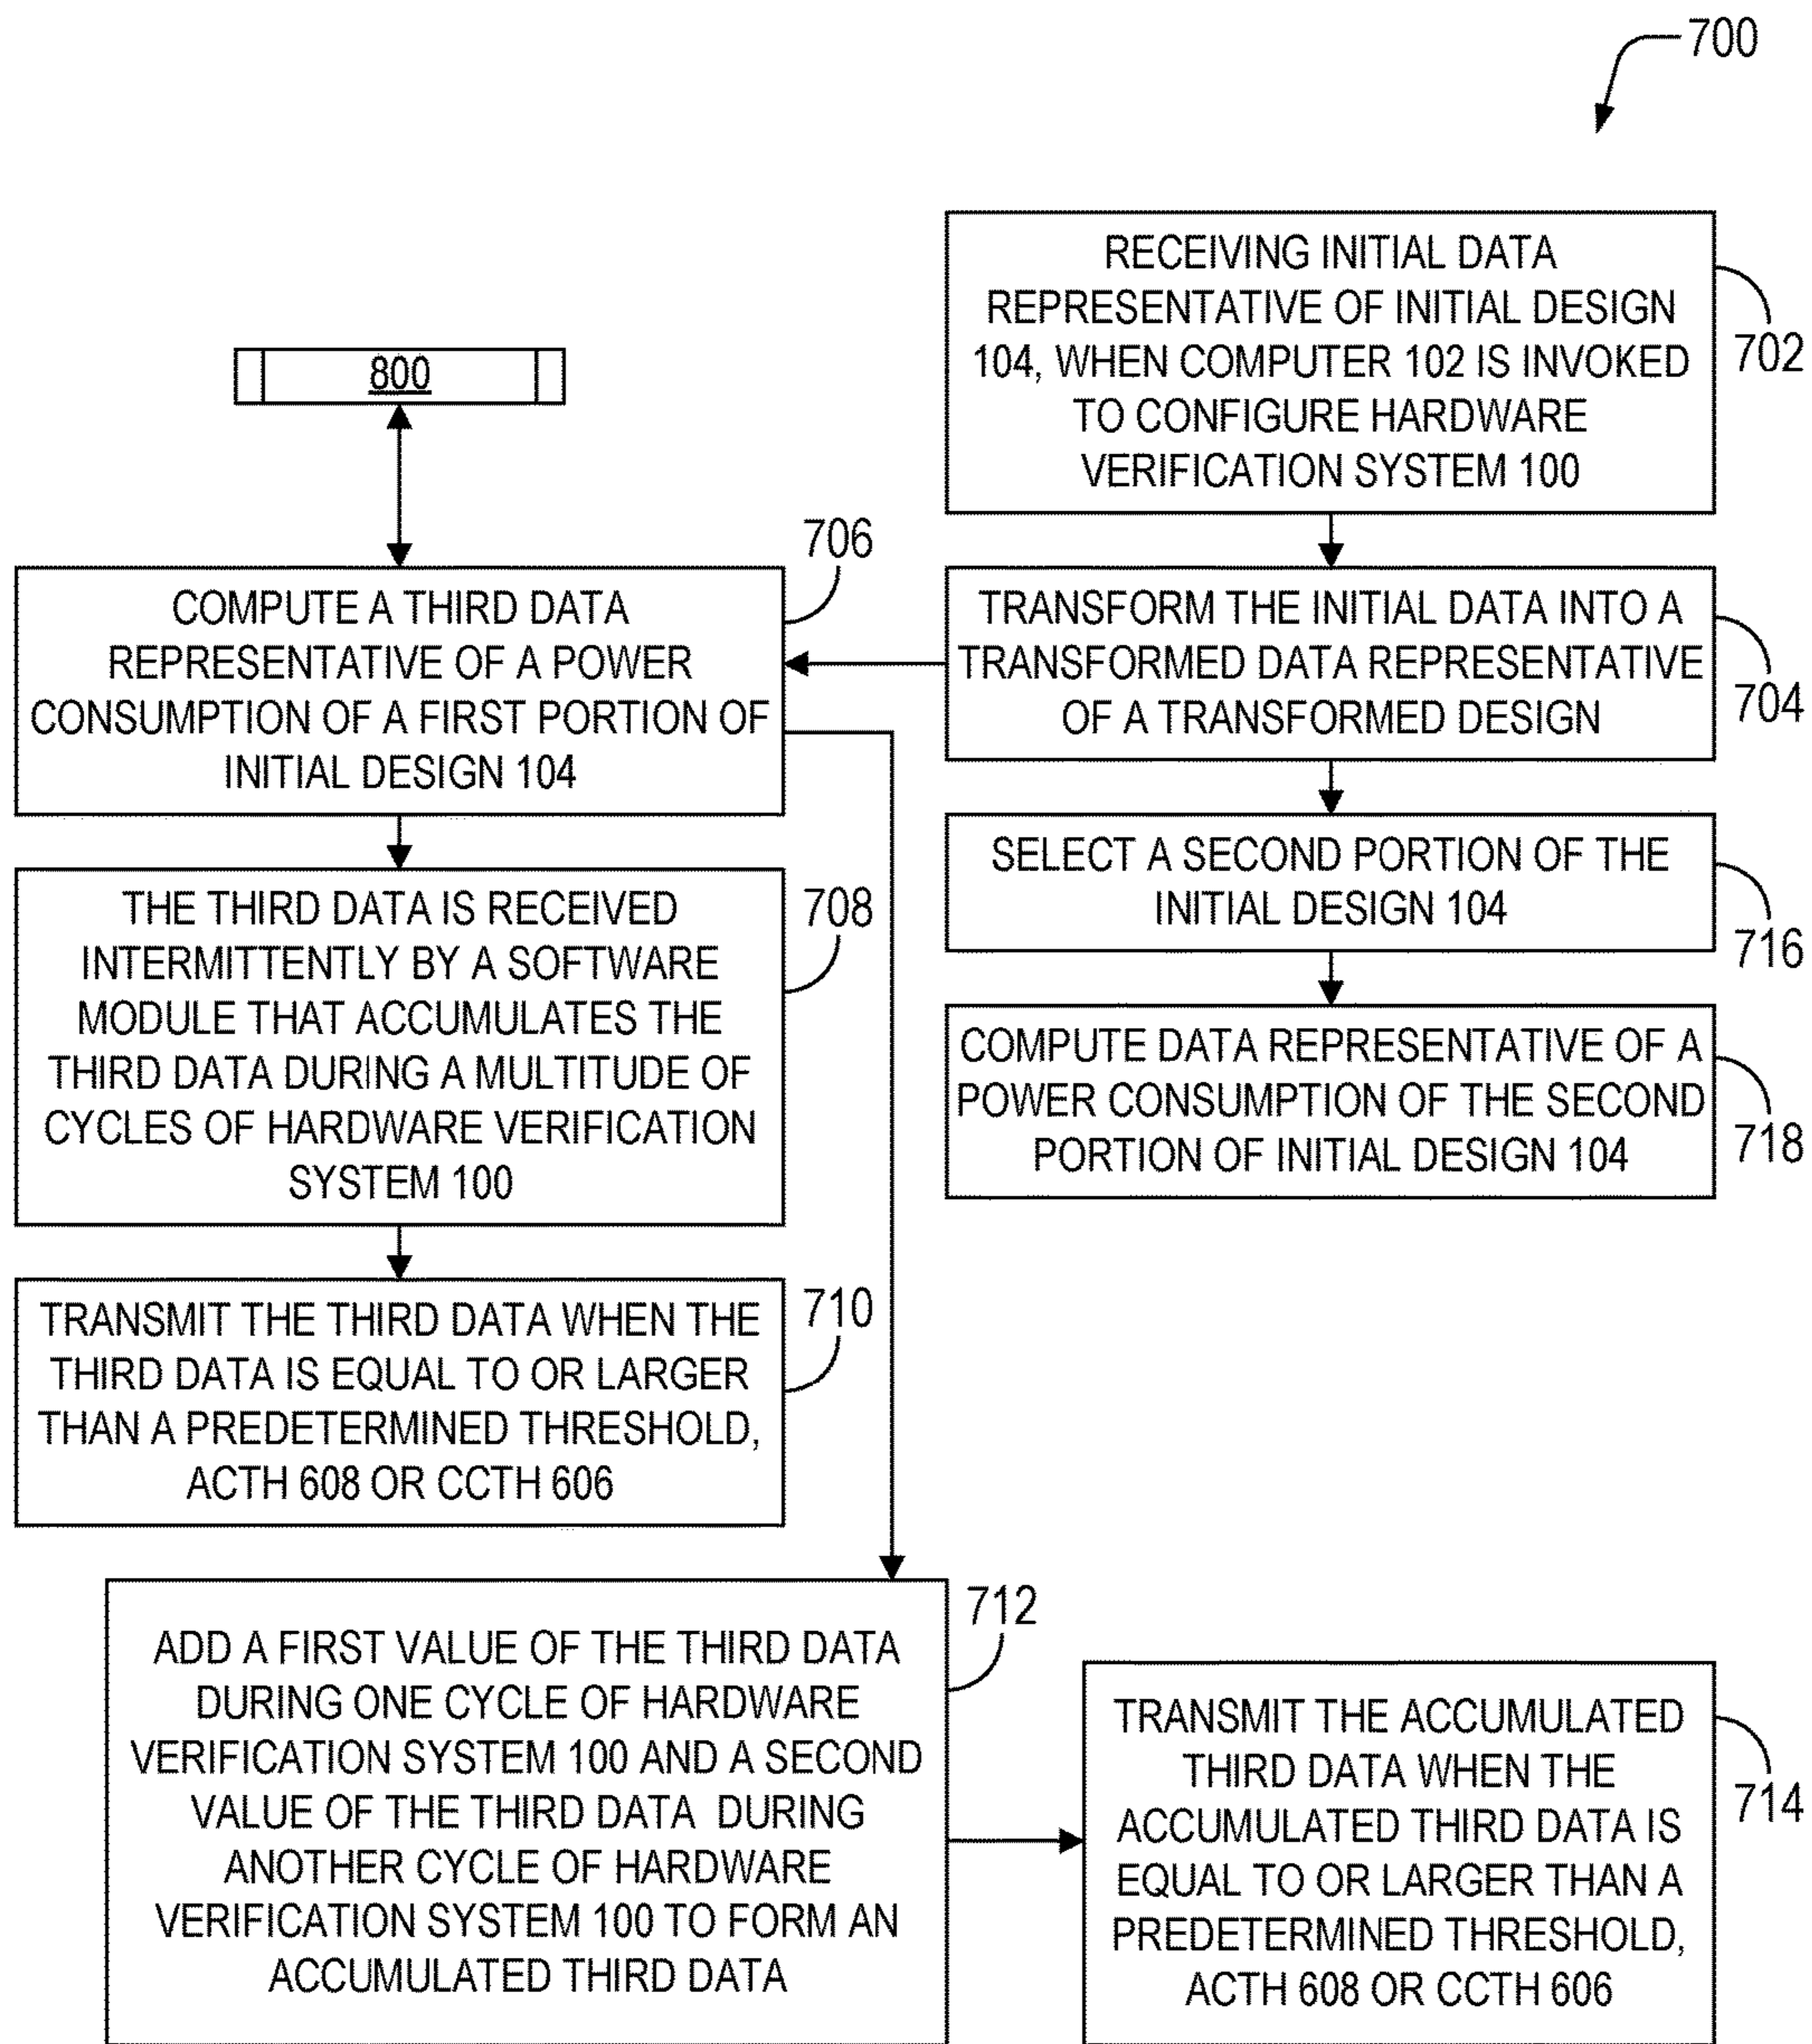 700
RECEIVING INITIAL DATA
REPRESENTATIVE OF INITIAL DESIGN
104, WHEN COMPUTER 102 IS INVOKED
TO CONFIGURE HARDWARE
VERIFICATION SYSTEM 100
702
800
706
COMPUTE A THIRD DATA
REPRESENTATIVE OF A POWER
CONSUMPTION OF A FIRST PORTION OF
INITIAL DESIGN 104
TRANSFORM THE INITIAL DATA INTO A
TRANSFORMED DATA REPRESENTATIVE
OF A TRANSFORMED DESIGN
704
SELECT A SECOND PORTION OF THE
INITIAL DESIGN 104
716
THE THIRD DATA IS RECEIVED
INTERMITTENTLY BY A SOFTWARE
MODULE THAT ACCUMULATES THE
THIRD DATA DURING A MULTITUDE OF
CYCLES OF HARDWARE VERIFICATION
SYSTEM 100
708
COMPUTE DATA REPRESENTATIVE OF A
POWER CONSUMPTION OF THE SECOND
PORTION OF INITIAL DESIGN 104
718
TRANSMIT THE THIRD DATA WHEN THE
THIRD DATA IS EQUAL TO OR LARGER
THAN A PREDETERMINED THRESHOLD,
ACTH 608 OR CCTH 606
710
712
ADD A FIRST VALUE OF THE THIRD DATA
DURING ONE CYCLE OF HARDWARE
VERIFICATION SYSTEM 100 AND A SECOND
VALUE OF THE THIRD DATA DURING
ANOTHER CYCLE OF HARDWARE
VERIFICATION SYSTEM 100 TO FORM AN
ACCUMULATED THIRD DATA
TRANSMIT THE ACCUMULATED
THIRD DATA WHEN THE
ACCUMULATED THIRD DATA IS
EQUAL TO OR LARGER THAN A
PREDETERMINED THRESHOLD,
ACTH 608 OR CCTH 606
714